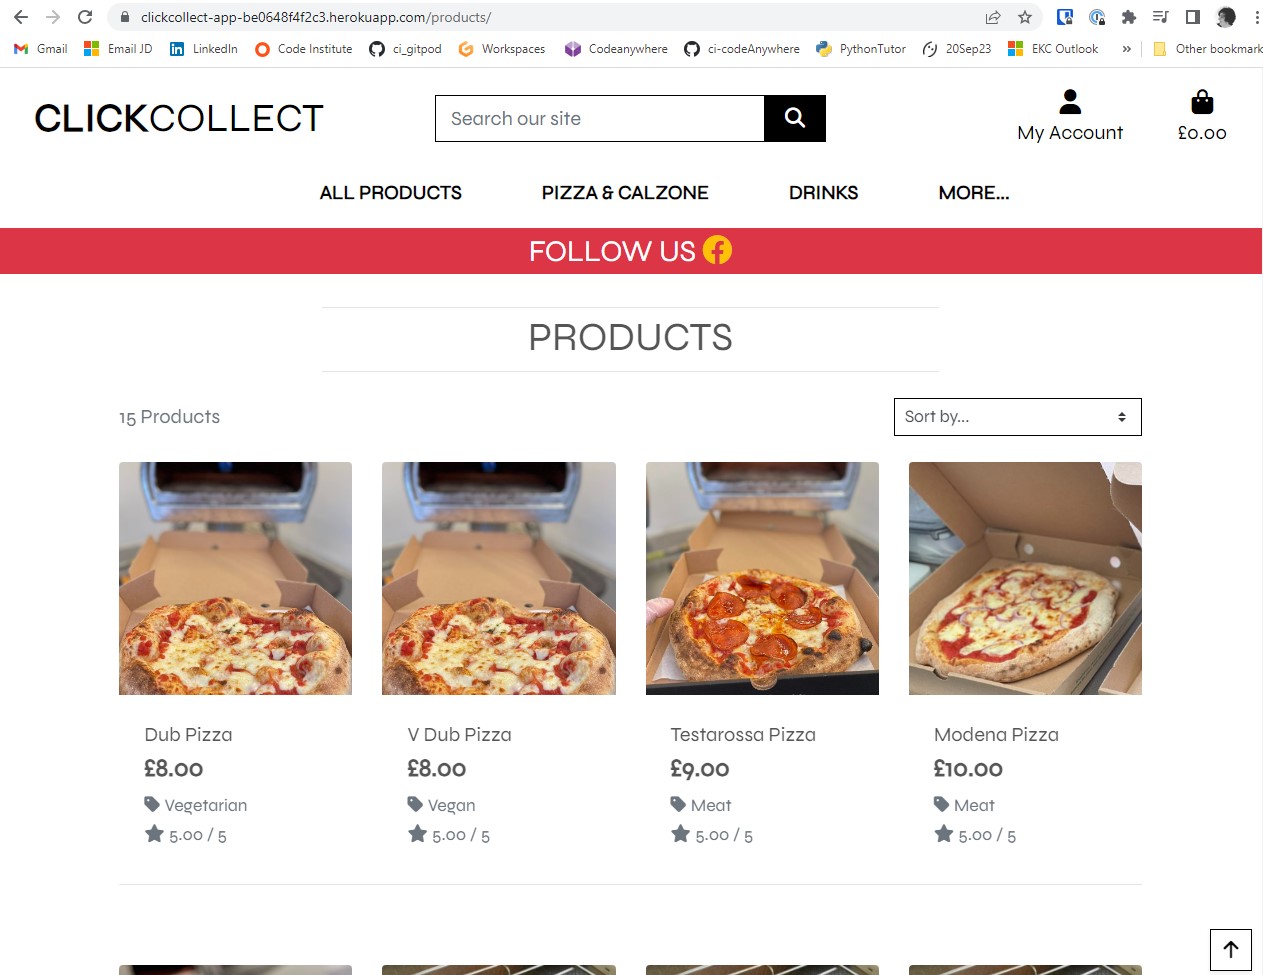 clickcollect-app-be0648f4f2c3.herokuapp.com/products/
Gmail Email JD LinkedIn Code Institute ci_gitpod Workspaces Codeanywhere ci-codeAnywhere PythonTutor 20Sep23 EKC Outlook » Other bookmark
CLICKCOLLECT
Search our site
My Account
£0.00
ALL PRODUCTS PIZZA & CALZONE DRINKS MORE...
FOLLOW US
PRODUCTS
15 Products
Sort by...
Dub Pizza
£8.00
Vegetarian
5.00 / 5
V Dub Pizza
£8.00
Vegan
5.00 / 5
Testarossa Pizza
£9.00
Meat
5.00 / 5
Modena Pizza
£10.00
Meat
5.00 / 5